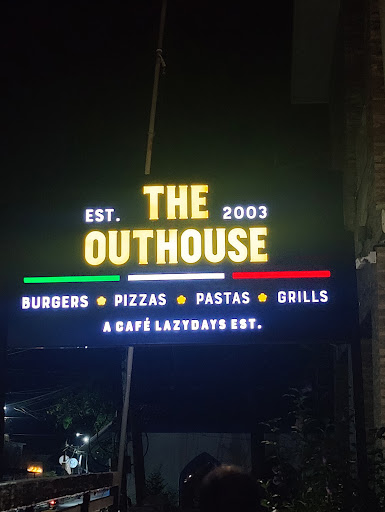 THE
EST. 2003
OUTHOUSE
BURGERS PIZZAS PASTAS GRILLS
A CAFÉ LAZYDAYS EST.